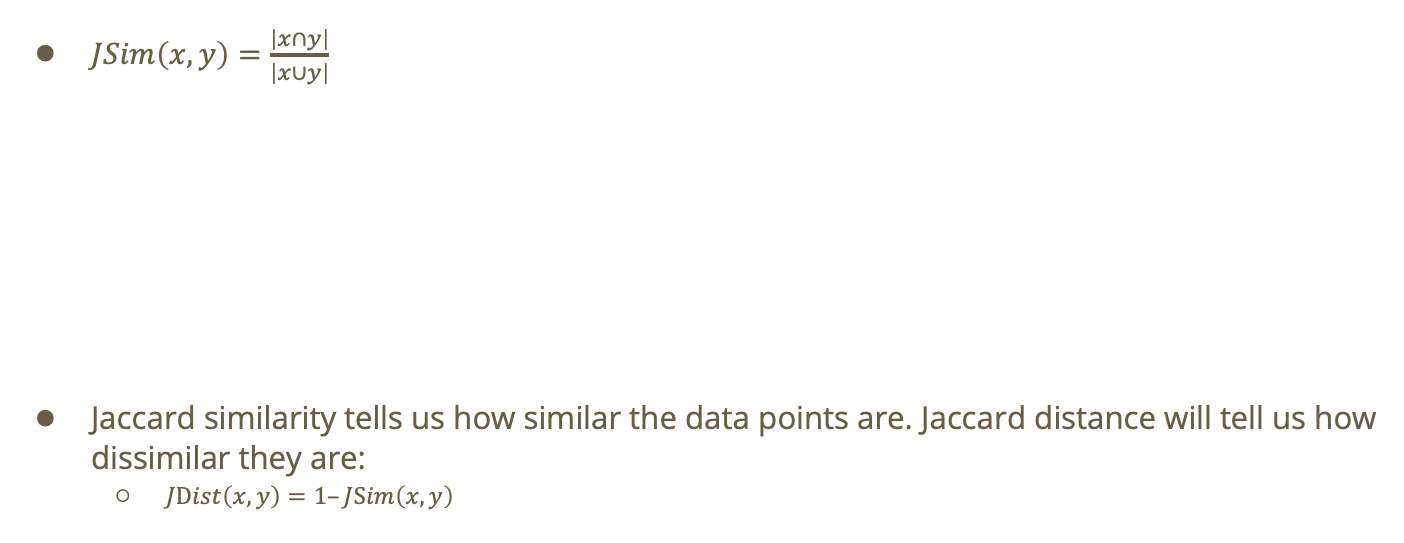 ● JSim(x, y) = |x∩y| / |x∪y|
● Jaccard similarity tells us how similar the data points are. Jaccard distance will tell us how
dissimilar they are:
○ JDist(x, y) = 1–JSim(x, y)